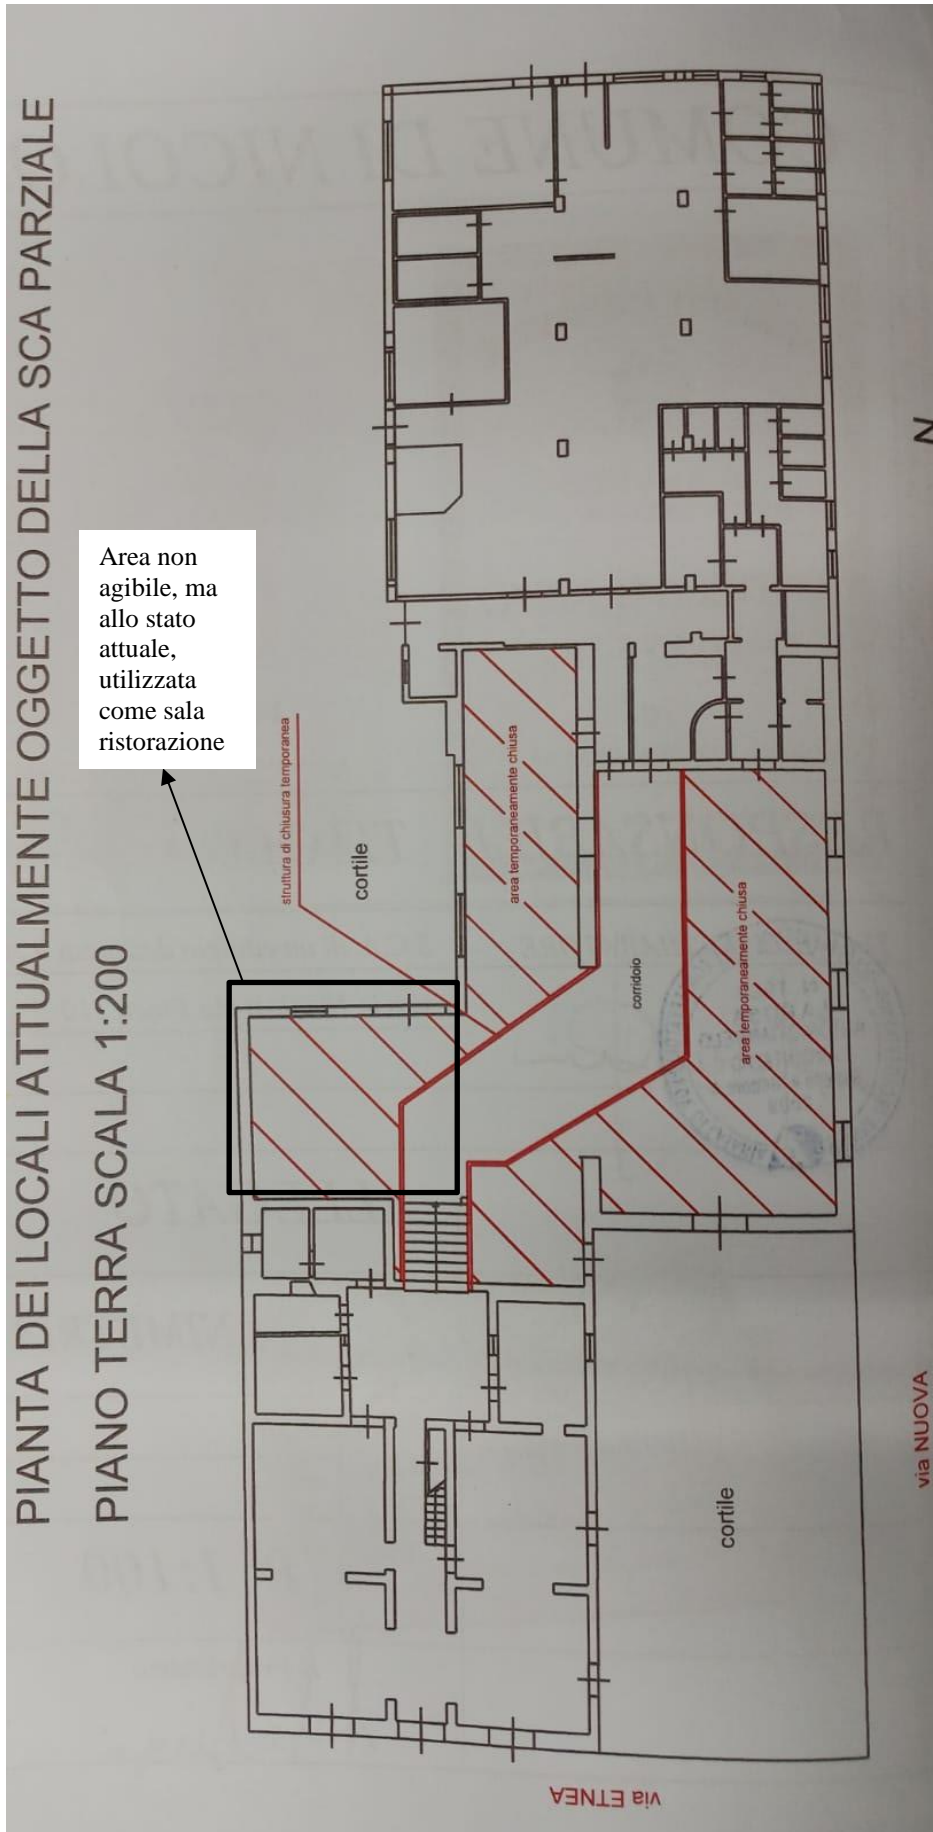 PIANTA DEI LOCALI ATTUALMENTE OGGETTO DELLA SCA PARZIALE
PIANO TERRA SCALA 1:200
Area non
agibile, ma
allo stato
attuale,
utilizzata
come sala
ristorazione
struttura di chiusura temporanea
cortile
area temporaneamente chiusa
corridoio
area temporaneamente chiusa
cortile
via ETNEA
via NUOVA
N